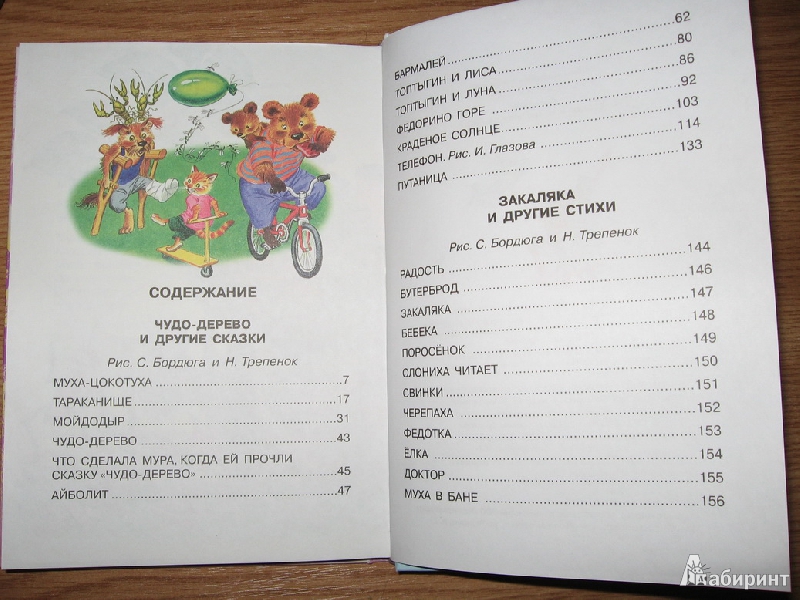 СОДЕРЖАНИЕ
ЧУДО-ДЕРЕВО
И ДРУГИЕ СКАЗКИ
Рис. С. Бордюга и Н. Трепенок
МУХА-ЦОКОТУХА 7
ТАРАКАНИЩЕ 17
МОЙДОДЫР 31
ЧУДО-ДЕРЕВО 43
ЧТО СДЕЛАЛА МУРА, КОГДА ЕЙ ПРОЧЛИ
СКАЗКУ «ЧУДО-ДЕРЕВО» 45
АЙБОЛИТ 47
БАРМАЛЕЙ 62
ТОПТЫГИН И ЛИСА 80
ТОПТЫГИН И ЛУНА 86
ФЕДОРИНО ГОРЕ 92
КРАДЕНОЕ СОЛНЦЕ 103
ТЕЛЕФОН. Рис. И. Глазова 114
ПУТАНИЦА 133
ЗАКАЛЯКА
И ДРУГИЕ СТИХИ
Рис. С. Бордюга и Н. Трепенок
РАДОСТЬ 144
БУТЕРБРОД 146
ЗАКАЛЯКА 147
БЕБЕКА 148
ПОРОСЁНОК 149
СЛОНИХА ЧИТАЕТ 150
СВИНКИ 151
ЧЕРЕПАХА 152
ФЕДОТКА 153
ЁЛКА 154
ДОКТОР 155
МУХА В БАНЕ 156
Лабиринт